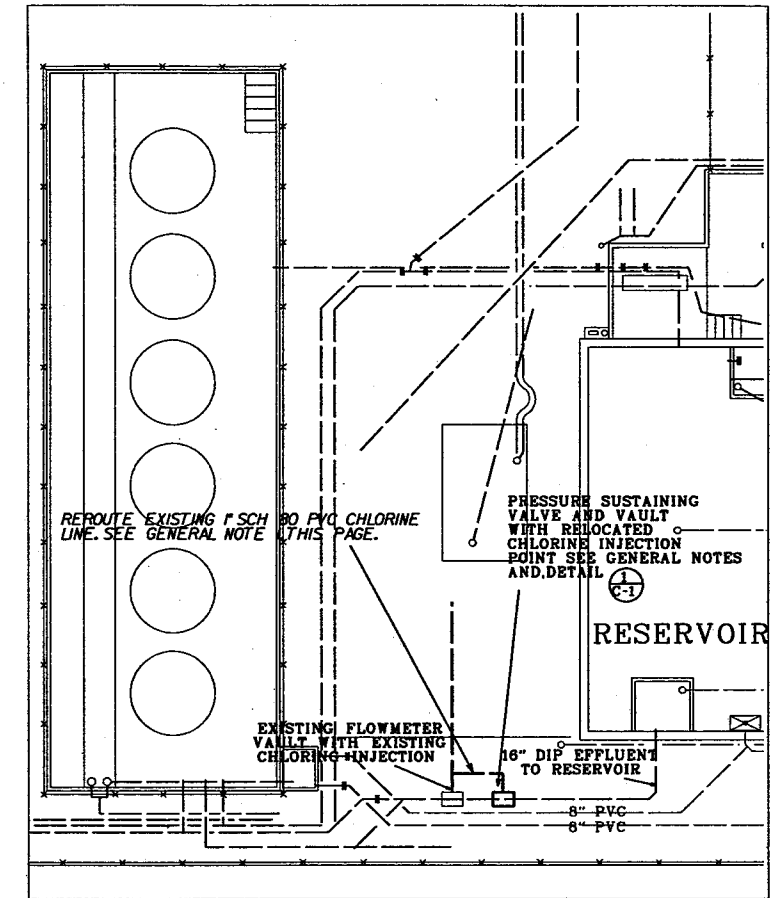 REROUTE EXISTING 1" SCH 80 PVC CHLORINE
LINE. SEE GENERAL NOTE THIS PAGE.
PRESSURE SUSTAINING
VALVE AND VAULT
WITH RELOCATED
CHLORINE INJECTION
POINT SEE GENERAL NOTES
AND DETAIL
1
C-1
RESERVOIR
EXISTING FLOWMETER
VAULT WITH EXISTING
CHLORINE INJECTION
16" DIP EFFLUENT
TO RESERVOIR
8" PVC
8" PVC